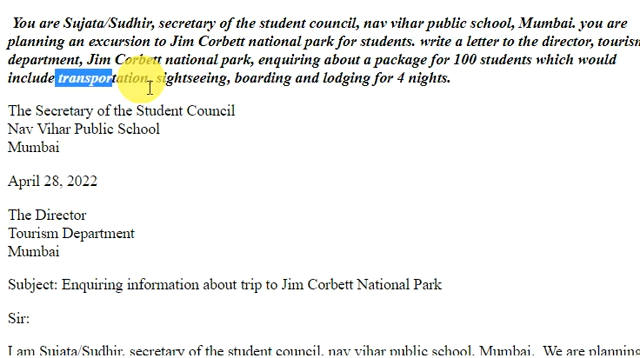 You are Sujata/Sudhir, secretary of the student council, nav vihar public school, Mumbai. you are
planning an excursion to Jim Corbett national park for students. write a letter to the director, tourism
department, Jim Corbett national park, enquiring about a package for 100 students which would
include transportation, sightseeing, boarding and lodging for 4 nights.
The Secretary of the Student Council
Nav Vihar Public School
Mumbai
April 28, 2022
The Director
Tourism Department
Mumbai
Subject: Enquiring information about trip to Jim Corbett National Park
Sir:
I am Sujata/Sudhir, secretary of the student council, nav vihar public school, Mumbai. We are planning